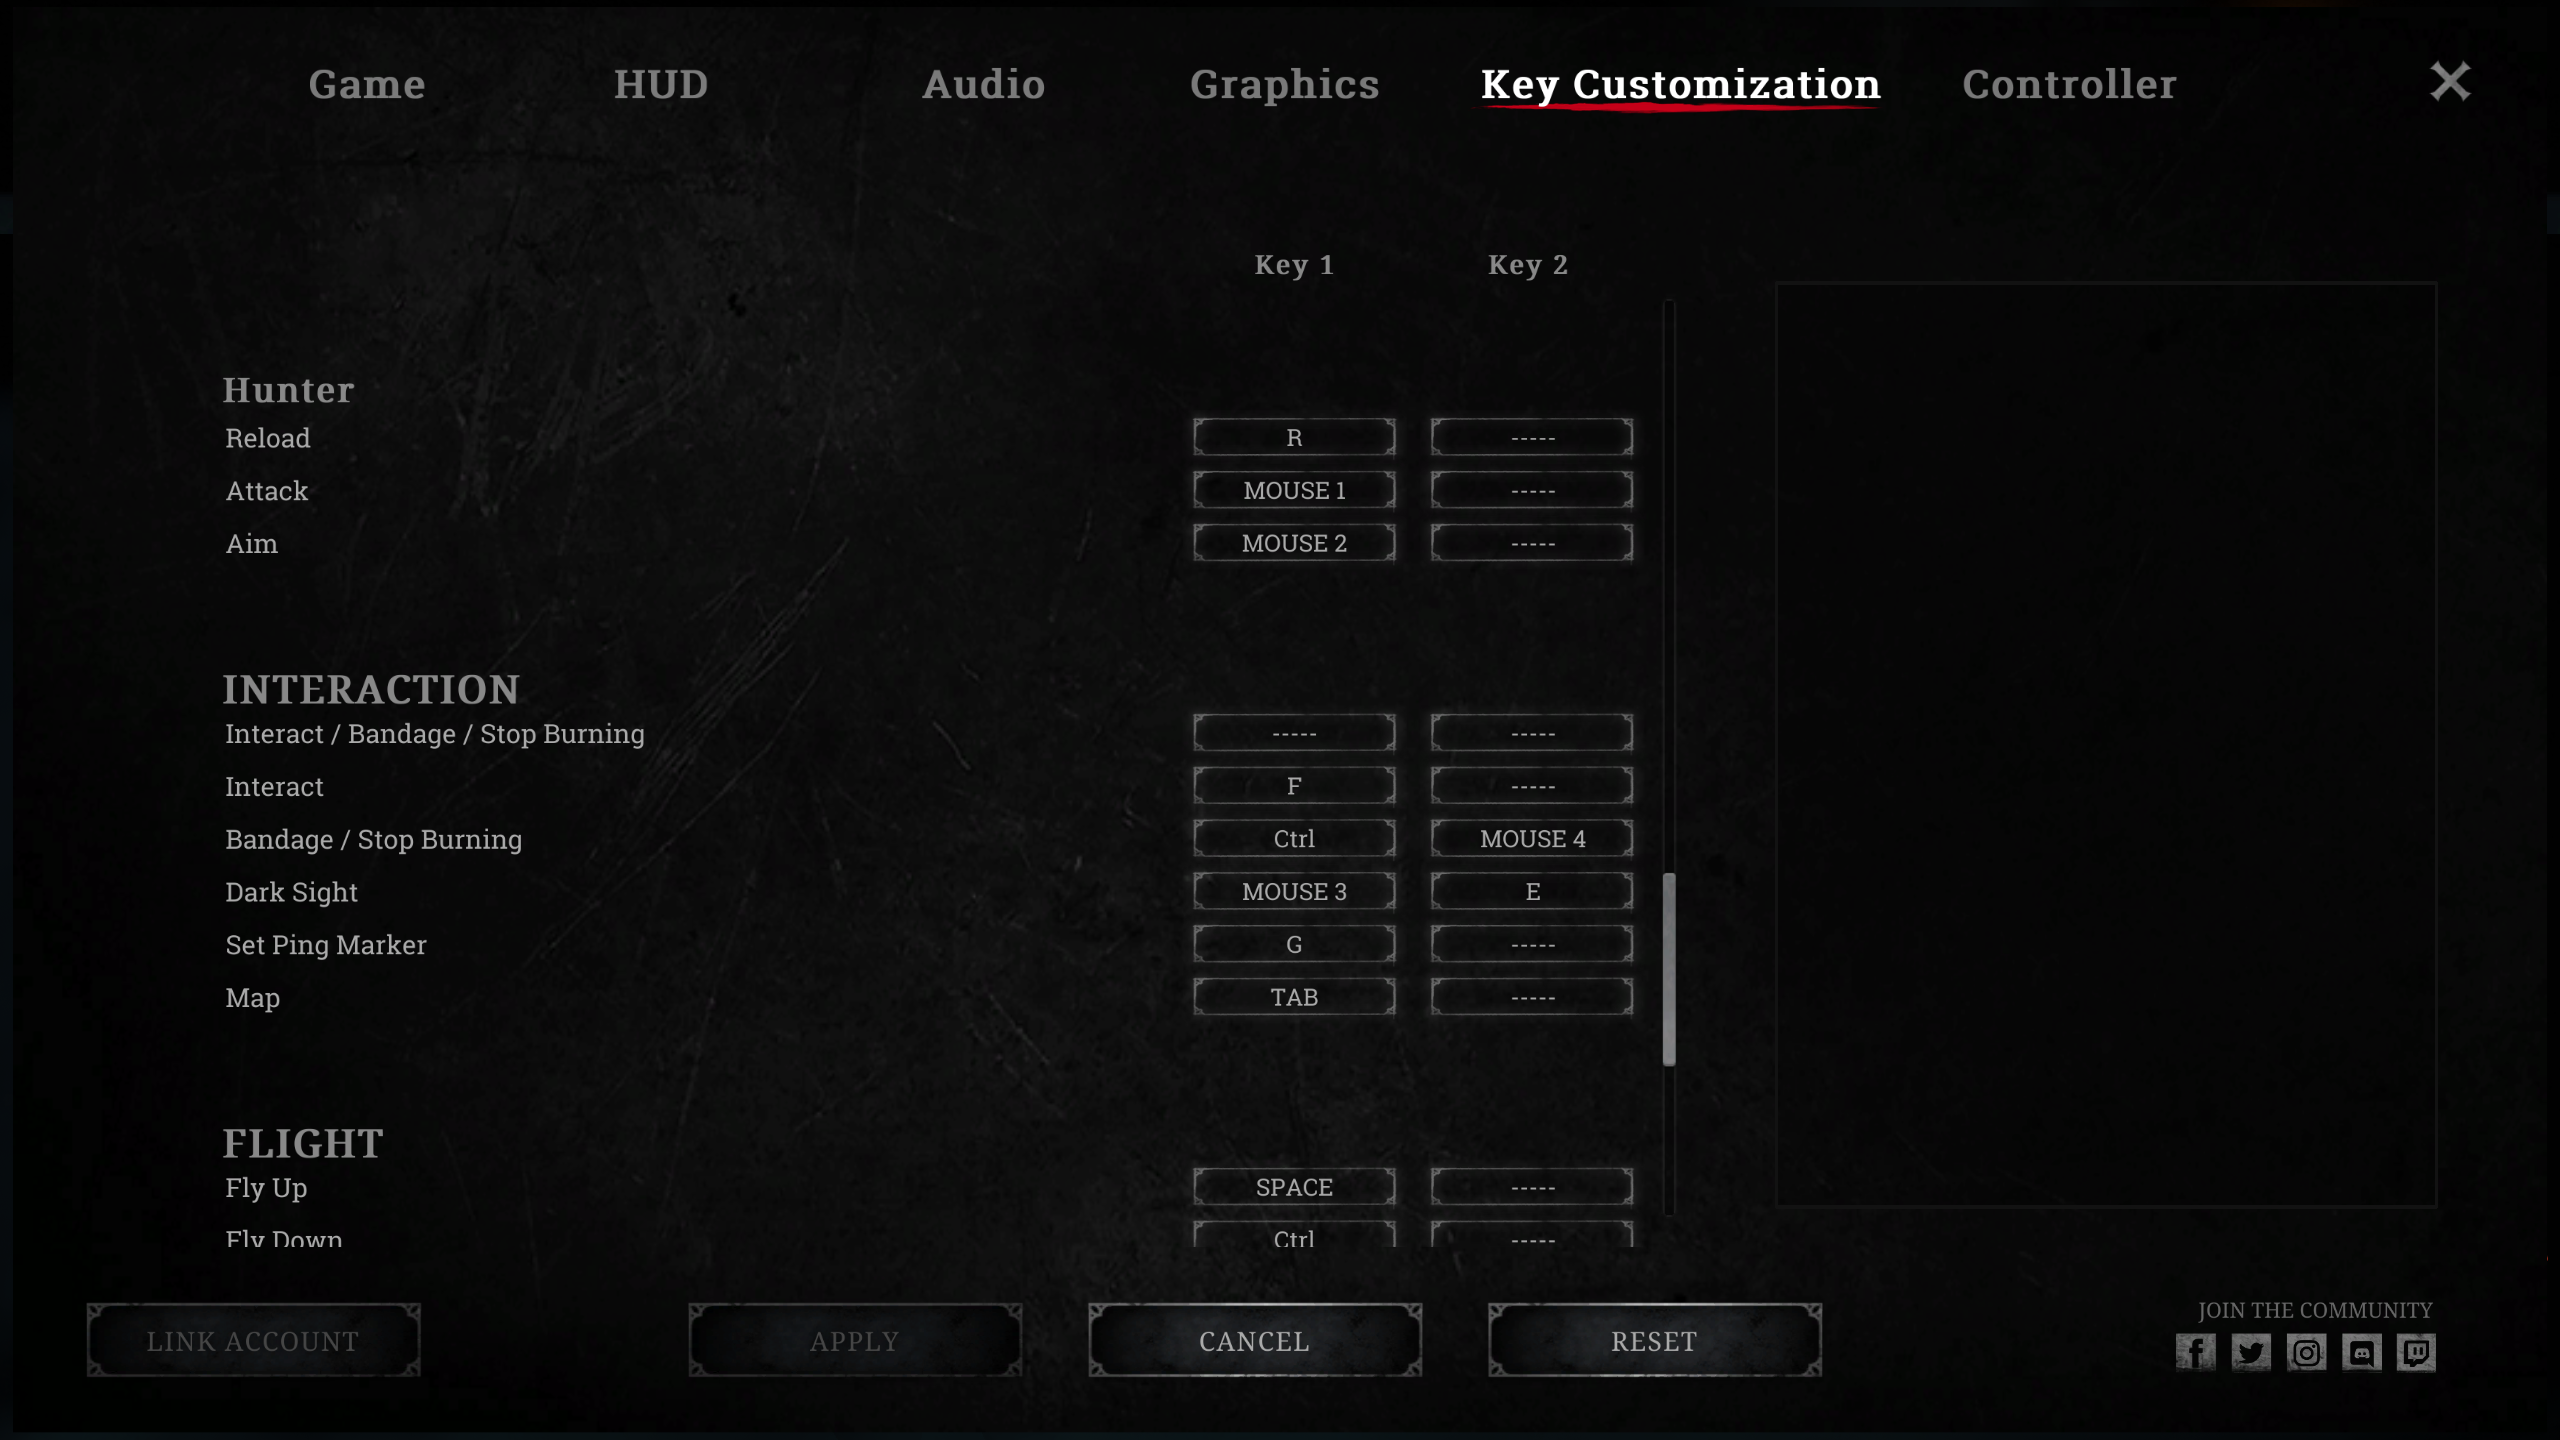 Game HUD Audio Graphics Key Customization Controller
Key 1 Key 2
Hunter
Reload R -----
Attack MOUSE 1 -----
Aim MOUSE 2 -----
INTERACTION
Interact / Bandage / Stop Burning ----- -----
Interact F -----
Bandage / Stop Burning Ctrl MOUSE 4
Dark Sight MOUSE 3 E
Set Ping Marker G -----
Map TAB -----
FLIGHT
Fly Up SPACE -----
Fly Down Ctrl -----
JOIN THE COMMUNITY
LINK ACCOUNT APPLY CANCEL RESET